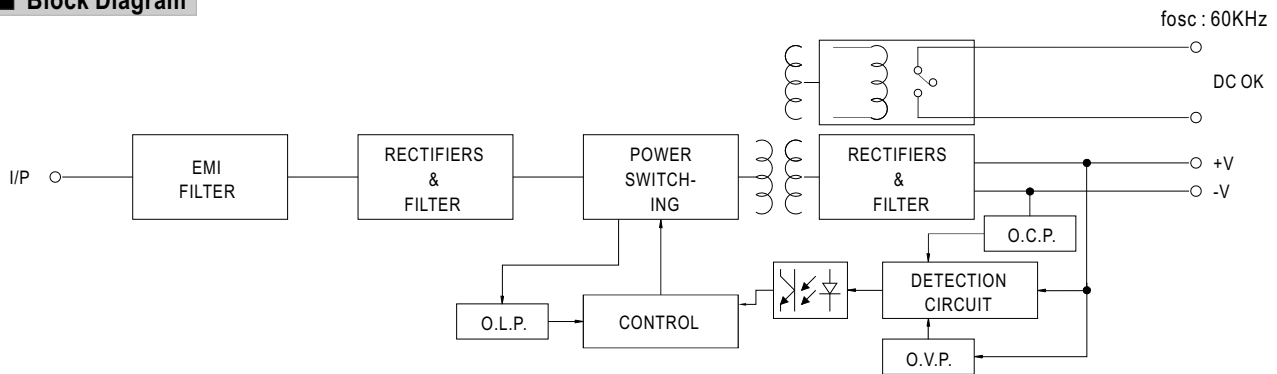 ■ Block Diagram
fosc : 60KHz
DC OK
I/P
EMI
FILTER
RECTIFIERS
&
FILTER
POWER
SWITCH-
ING
RECTIFIERS
&
FILTER
+V
-V
O.C.P.
DETECTION
CIRCUIT
O.L.P.
CONTROL
O.V.P.